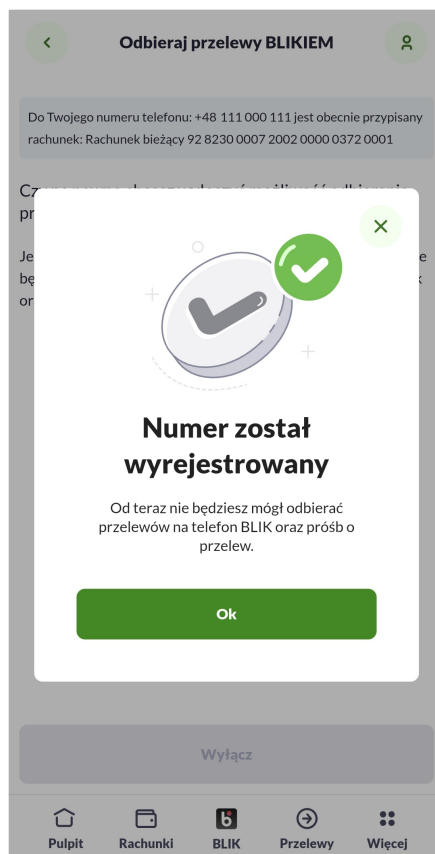 Odbieraj przelewy BLIKIEM
Do Twojego numeru telefonu: +48 111 000 111 jest obecnie przypisany
rachunek: Rachunek bieżący 92 8230 0007 2002 0000 0372 0001
Numer został
wyrejestrowany
Od teraz nie będziesz mógł odbierać
przelewów na telefon BLIK oraz próśb o
przelew.
Ok
Wyłącz
Pulpit Rachunki BLIK Przelewy Więcej